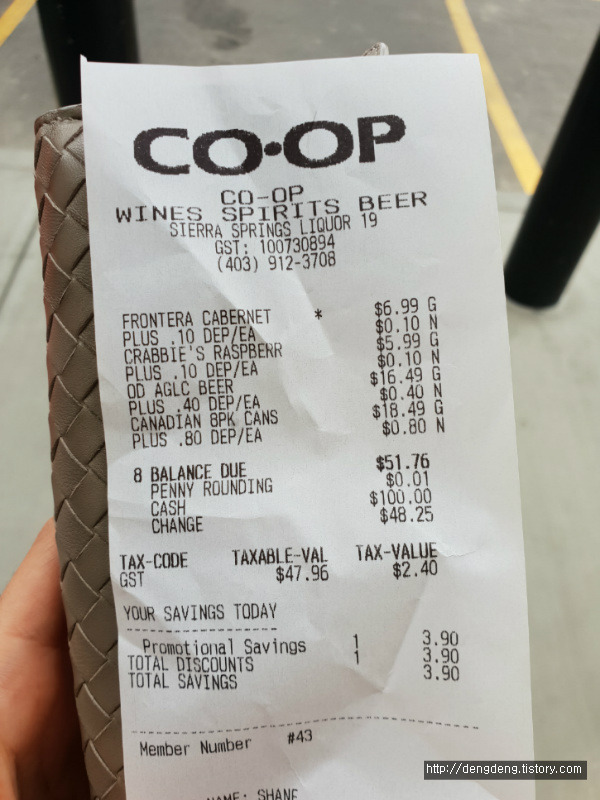 CO-OP
CO-OP
WINES SPIRITS BEER
SIERRA SPRINGS LIQUOR 19
GST: 100730894
(403) 912-3708
FRONTERA CABERNET * $6.99 G
PLUS .10 DEP/EA $0.10 N
CRABBIE'S RASPBERR $5.99 G
PLUS .10 DEP/EA $0.10 N
OD AGLC BEER $16.49 G
PLUS .40 DEP/EA $0.40 N
CANADIAN 8PK CANS $18.49 G
PLUS .80 DEP/EA $0.80 N
8 BALANCE DUE $51.76
PENNY ROUNDING $0.01
CASH $100.00
CHANGE $48.25
TAX-CODE TAXABLE-VAL TAX-VALUE
GST $47.96 $2.40
YOUR SAVINGS TODAY
Promotional Savings 1 3.90
TOTAL DISCOUNTS 1 3.90
TOTAL SAVINGS 3.90
Member Number #43
NAME: SHANE
http://dengdeng.tistory.com